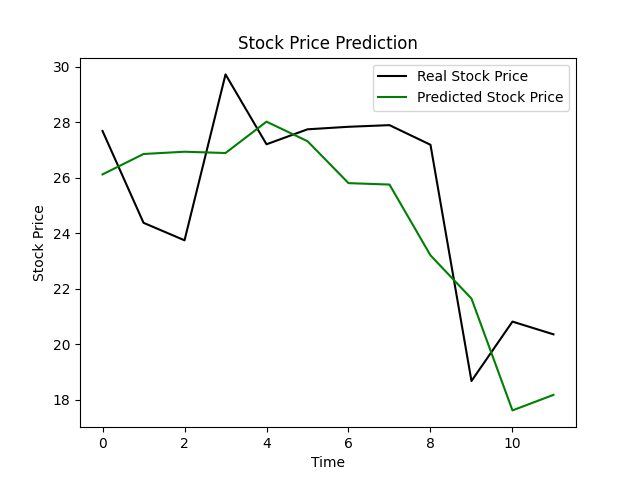 Stock Price Prediction
Real Stock Price
Predicted Stock Price
30
28
26
24
22
20
18
Stock Price
0 2 4 6 8 10
Time